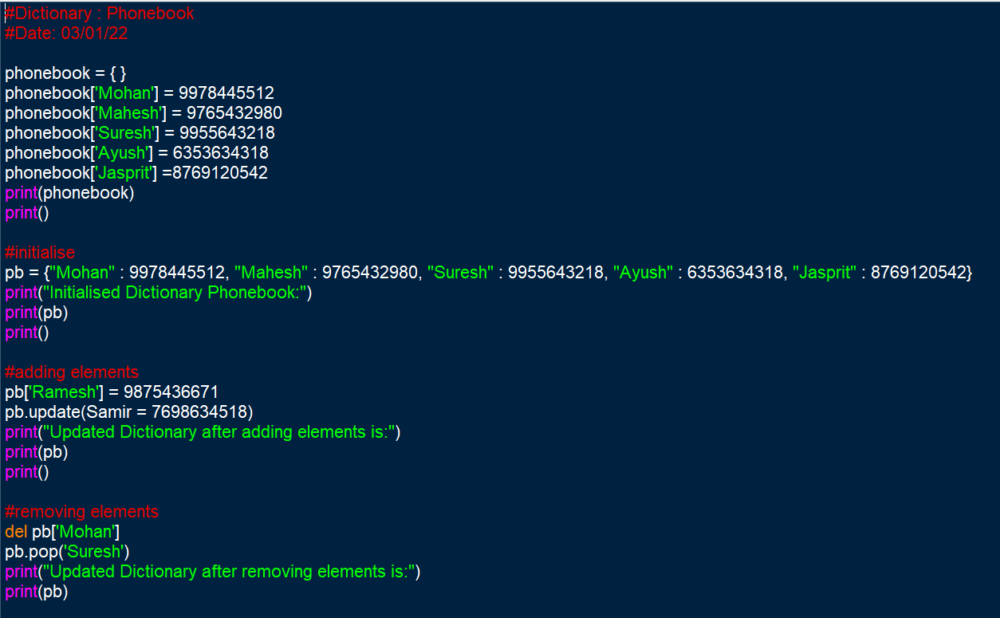 #Dictionary : Phonebook
#Date: 03/01/22
phonebook = { }
phonebook['Mohan'] = 9978445512
phonebook['Mahesh'] = 9765432980
phonebook['Suresh'] = 9955643218
phonebook['Ayush'] = 6353634318
phonebook['Jasprit'] =8769120542
print(phonebook)
print()
#initialise
pb = {"Mohan" : 9978445512, "Mahesh" : 9765432980, "Suresh" : 9955643218, "Ayush" : 6353634318, "Jasprit" : 8769120542}
print("Initialised Dictionary Phonebook:")
print(pb)
print()
#adding elements
pb['Ramesh'] = 9875436671
pb.update(Samir = 7698634518)
print("Updated Dictionary after adding elements is:")
print(pb)
print()
#removing elements
del pb['Mohan']
pb.pop('Suresh')
print("Updated Dictionary after removing elements is:")
print(pb)